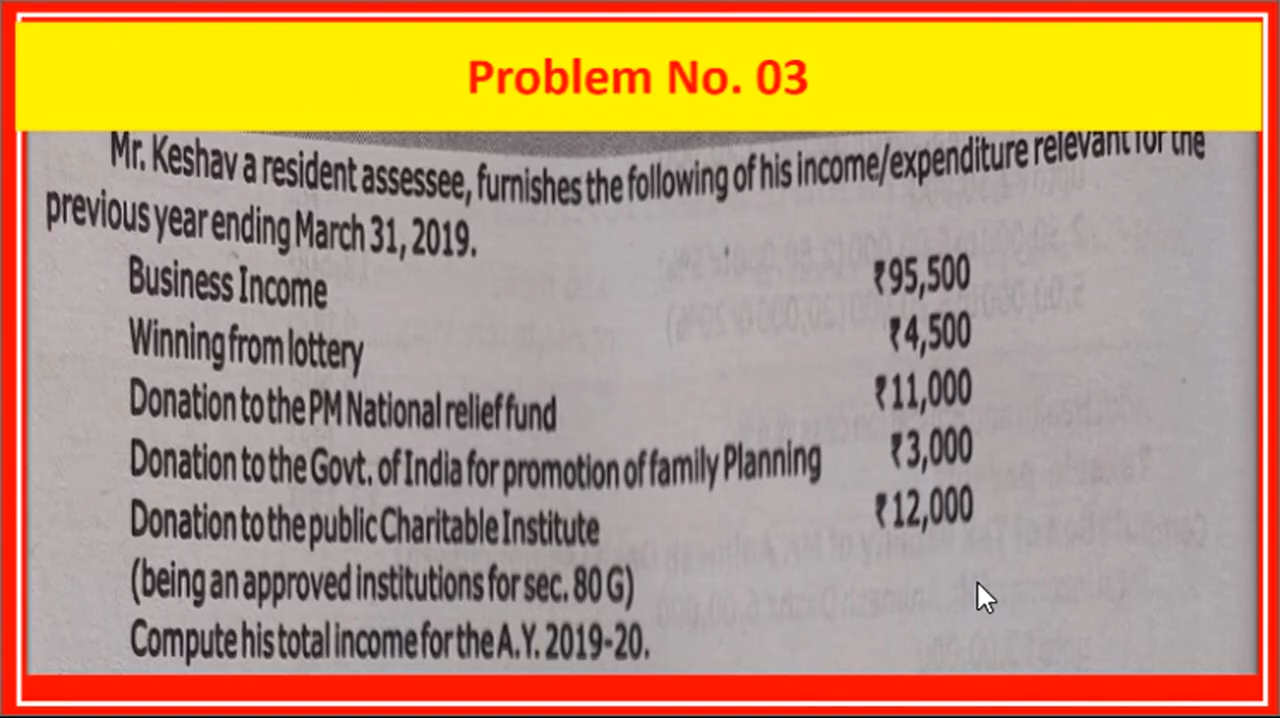 Problem No. 03
Mr. Keshav a resident assessee, furnishes the following of his income/expenditure relevant for the
previous year ending March 31, 2019.
Business Income ₹95,500
Winning from lottery ₹4,500
Donation to the PM National relief fund ₹11,000
Donation to the Govt. of India for promotion of family Planning ₹3,000
Donation to the public Charitable Institute ₹12,000
(being an approved institutions for sec. 80 G)
Compute his total income for the A.Y. 2019-20.